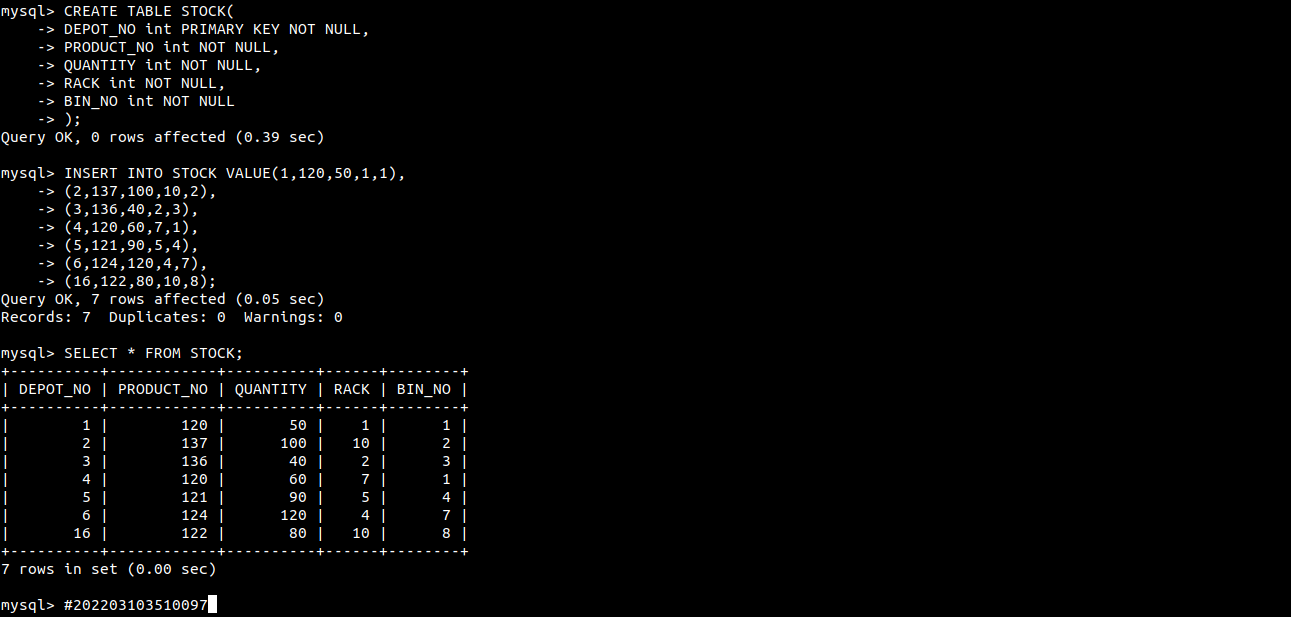 mysql> CREATE TABLE STOCK(
    -> DEPOT_NO int PRIMARY KEY NOT NULL,
    -> PRODUCT_NO int NOT NULL,
    -> QUANTITY int NOT NULL,
    -> RACK int NOT NULL,
    -> BIN_NO int NOT NULL
    -> );
Query OK, 0 rows affected (0.39 sec)

mysql> INSERT INTO STOCK VALUE(1,120,50,1,1),
    -> (2,137,100,10,2),
    -> (3,136,40,2,3),
    -> (4,120,60,7,1),
    -> (5,121,90,5,4),
    -> (6,124,120,4,7),
    -> (16,122,80,10,8);
Query OK, 7 rows affected (0.05 sec)
Records: 7  Duplicates: 0  Warnings: 0

mysql> SELECT * FROM STOCK;
+----------+------------+----------+------+--------+
| DEPOT_NO | PRODUCT_NO | QUANTITY | RACK | BIN_NO |
+----------+------------+----------+------+--------+
|        1 |        120 |       50 |    1 |      1 |
|        2 |        137 |      100 |   10 |      2 |
|        3 |        136 |       40 |    2 |      3 |
|        4 |        120 |       60 |    7 |      1 |
|        5 |        121 |       90 |    5 |      4 |
|        6 |        124 |      120 |    4 |      7 |
|       16 |        122 |       80 |   10 |      8 |
+----------+------------+----------+------+--------+
7 rows in set (0.00 sec)

mysql> #202203103510097